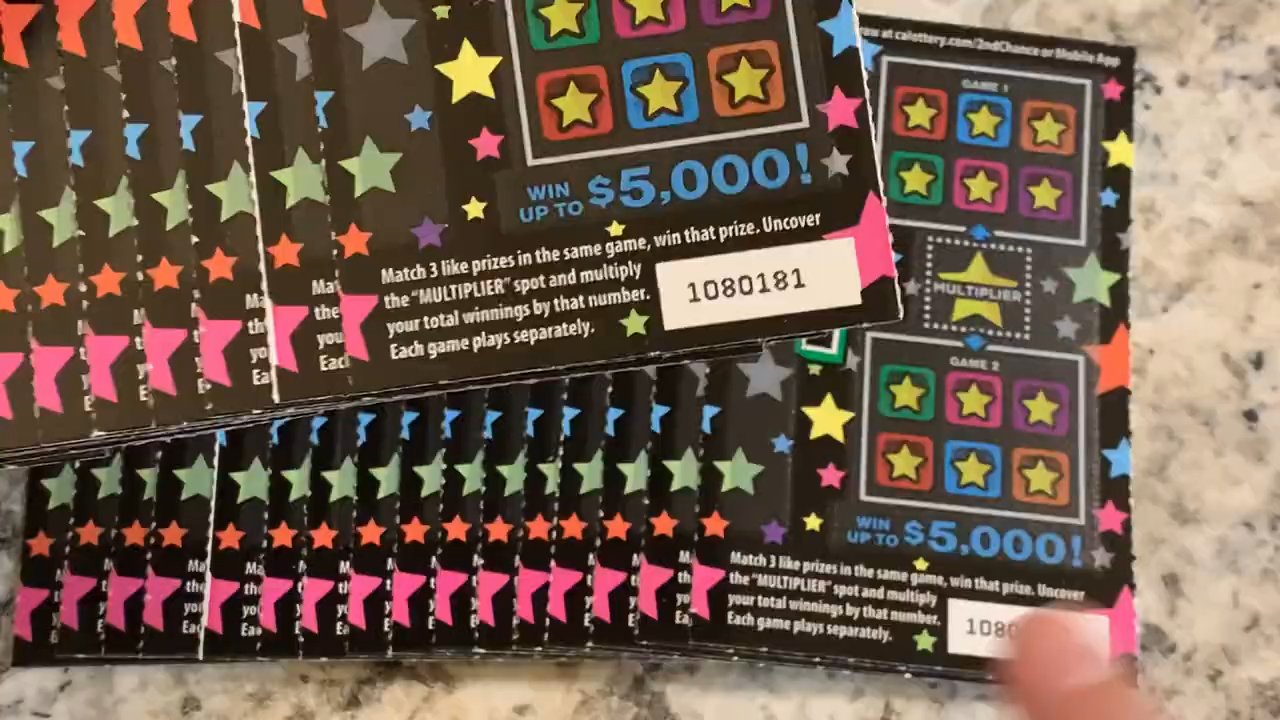 WIN
UP TO $5,000!
Match 3 like prizes in the same game, win that prize. Uncover
the "MULTIPLIER" spot and multiply
your total winnings by that number.
Each game plays separately.
1080181
at calottery.com/2ndChance or Mobile App
GAME 1
MULTIPLIER
GAME 2
WIN
UP TO $5,000!
Match 3 like prizes in the same game, win that prize. Uncover
the "MULTIPLIER" spot and multiply
your total winnings by that number.
Each game plays separately.
1080